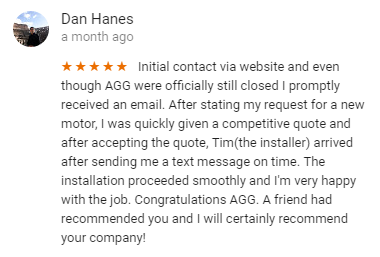 Dan Hanes
a month ago
★★★★★ Initial contact via website and even
though AGG were officially still closed I promptly
received an email. After stating my request for a new
motor, I was quickly given a competitive quote and
after accepting the quote, Tim(the installer) arrived
after sending me a text message on time. The
installation proceeded smoothly and I'm very happy
with the job. Congratulations AGG. A friend had
recommended you and I will certainly recommend
your company!